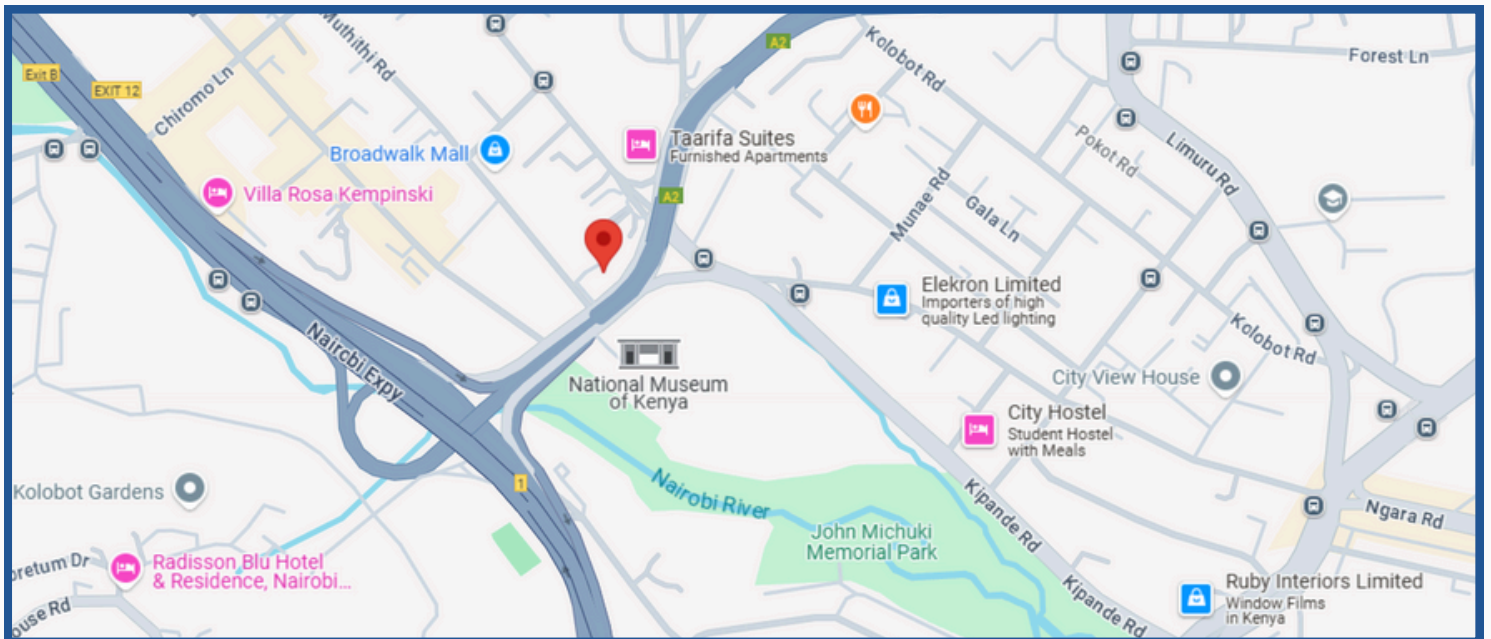 Muthithi Rd
A2
Kolobot Rd
Forest Ln
Exit B
EXIT 12
Chiromo Ln
Broadwalk Mall
Taarifa Suites
Furnished Apartments
Pokot Rd
Limuru Rd
Villa Rosa Kempinski
A2
Munae Rd
Gala Ln
Elekron Limited
Importers of high
quality Led lighting
Nairobi Expy
Kolobot Rd
National Museum
of Kenya
City View House
City Hostel
Student Hostel
with Meals
Kolobot Gardens
1
Nairobi River
Kipande Rd
Ngara Rd
John Michuki
Memorial Park
oretum Dr
Radisson Blu Hotel
& Residence, Nairobi...
Kipande Rd
Ruby Interiors Limited
Window Films
in Kenya
ouse Rd